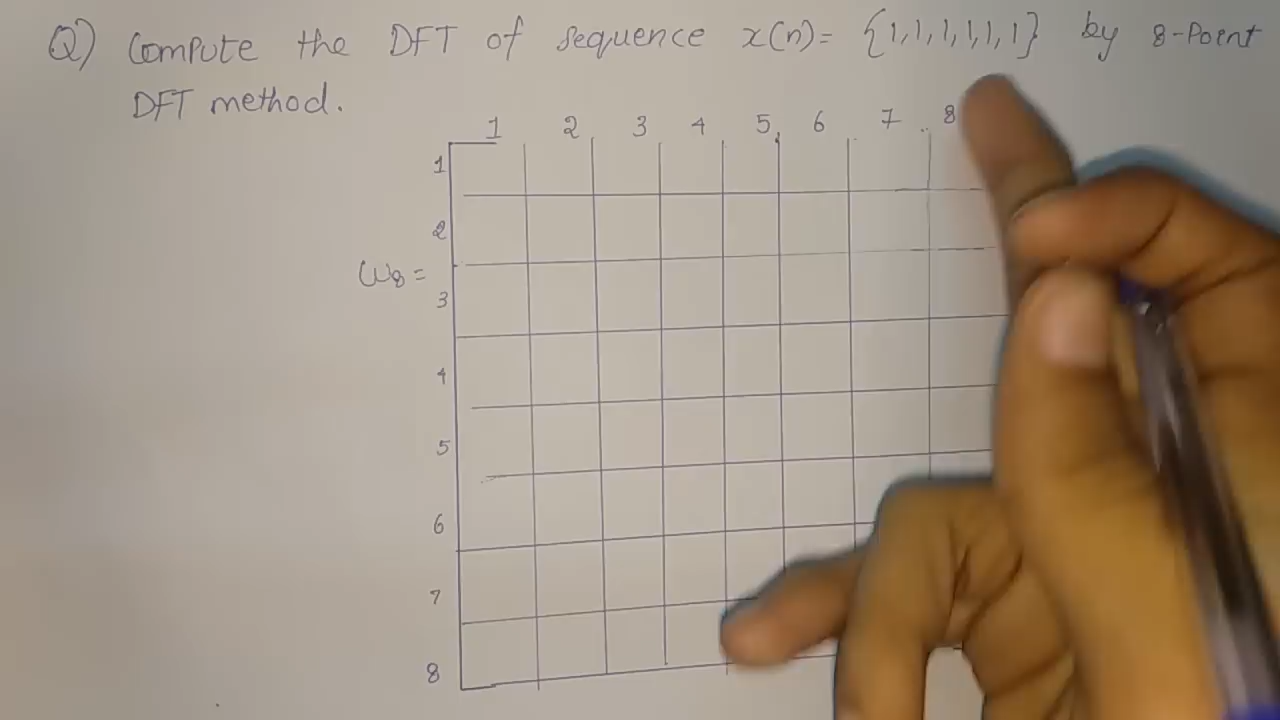 Q) Compute the DFT of sequence x(n)= {1,1,1,1,1,1} by 8-Point
DFT method.
1 2 3 4 5 6 7 8
1
2
W8 =
3
4
5
6
7
8